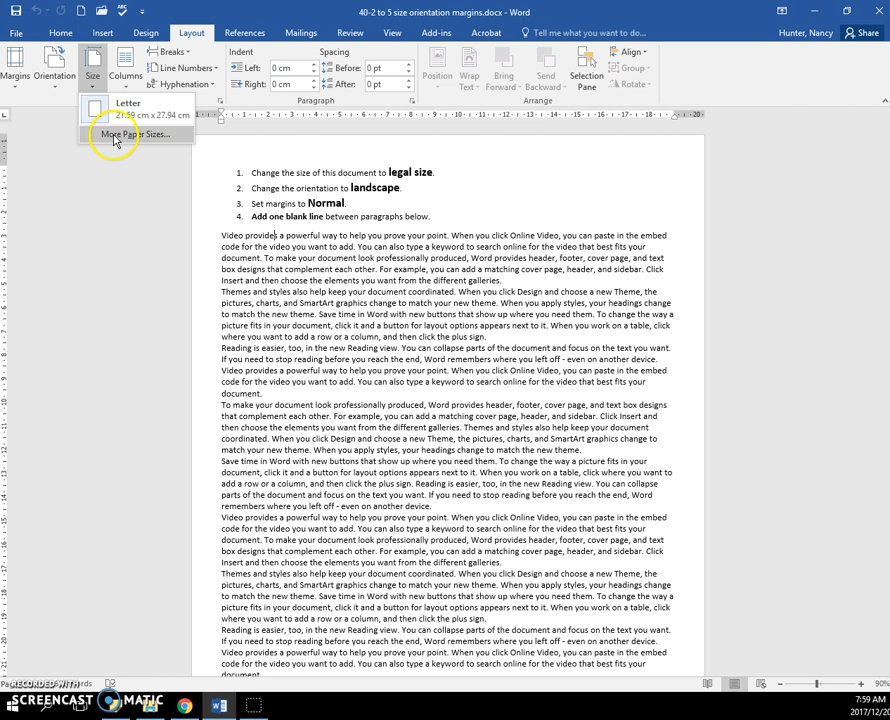 40-2 to 5 size orientation margins.docx - Word
File Home Insert Design Layout References Mailings Review View Add-ins Acrobat Tell me what you want to do Hunter, Nancy Share
Margins Orientation Size Columns
Breaks
Line Numbers
Hyphenation
Indent
Left: 0 cm
Right: 0 cm
Spacing
Before: 0 pt
After: 0 pt
Paragraph
Position Wrap Text Bring Forward Send Backward Selection Pane
Align
Group
Rotate
Arrange
Letter
21.59 cm x 27.94 cm
More Paper Sizes...
1. Change the size of this document to legal size.
2. Change the orientation to landscape.
3. Set margins to Normal.
4. Add one blank line between paragraphs below.
Video provides a powerful way to help you prove your point. When you click Online Video, you can paste in the embed
code for the video you want to add. You can also type a keyword to search online for the video that best fits your
document. To make your document look professionally produced, Word provides header, footer, cover page, and text
box designs that complement each other. For example, you can add a matching cover page, header, and sidebar. Click
Insert and then choose the elements you want from the different galleries.
Themes and styles also help keep your document coordinated. When you click Design and choose a new Theme, the
pictures, charts, and SmartArt graphics change to match your new theme. When you apply styles, your headings change
to match the new theme. Save time in Word with new buttons that show up where you need them. To change the way a
picture fits in your document, click it and a button for layout options appears next to it. When you work on a table, click
where you want to add a row or a column, and then click the plus sign.
Reading is easier, too, in the new Reading view. You can collapse parts of the document and focus on the text you want.
If you need to stop reading before you reach the end, Word remembers where you left off - even on another device.
Video provides a powerful way to help you prove your point. When you click Online Video, you can paste in the embed
code for the video you want to add. You can also type a keyword to search online for the video that best fits your
document.
To make your document look professionally produced, Word provides header, footer, cover page, and text box designs
that complement each other. For example, you can add a matching cover page, header, and sidebar. Click Insert and
then choose the elements you want from the different galleries. Themes and styles also help keep your document
coordinated. When you click Design and choose a new Theme, the pictures, charts, and SmartArt graphics change to
match your new theme. When you apply styles, your headings change to match the new theme.
Save time in Word with new buttons that show up where you need them. To change the way a picture fits in your
document, click it and a button for layout options appears next to it. When you work on a table, click where you want to
add a row or a column, and then click the plus sign. Reading is easier, too, in the new Reading view. You can collapse
parts of the document and focus on the text you want. If you need to stop reading before you reach the end, Word
remembers where you left off - even on another device.
Video provides a powerful way to help you prove your point. When you click Online Video, you can paste in the embed
code for the video you want to add. You can also type a keyword to search online for the video that best fits your
document. To make your document look professionally produced, Word provides header, footer, cover page, and text
box designs that complement each other. For example, you can add a matching cover page, header, and sidebar. Click
Insert and then choose the elements you want from the different galleries.
Themes and styles also help keep your document coordinated. When you click Design and choose a new Theme, the
pictures, charts, and SmartArt graphics change to match your new theme. When you apply styles, your headings change
to match the new theme. Save time in Word with new buttons that show up where you need them. To change the way a
picture fits in your document, click it and a button for layout options appears next to it. When you work on a table, click
where you want to add a row or a column, and then click the plus sign.
Reading is easier, too, in the new Reading view. You can collapse parts of the document and focus on the text you want.
If you need to stop reading before you reach the end, Word remembers where you left off - even on another device.
Video provides a powerful way to help you prove your point. When you click Online Video, you can paste in the embed
code for the video you want to add. You can also type a keyword to search online for the video that best fits your
document.
90%
RECORDED WITH
SCREENCAST MATIC
7:59 AM
2017/12/20